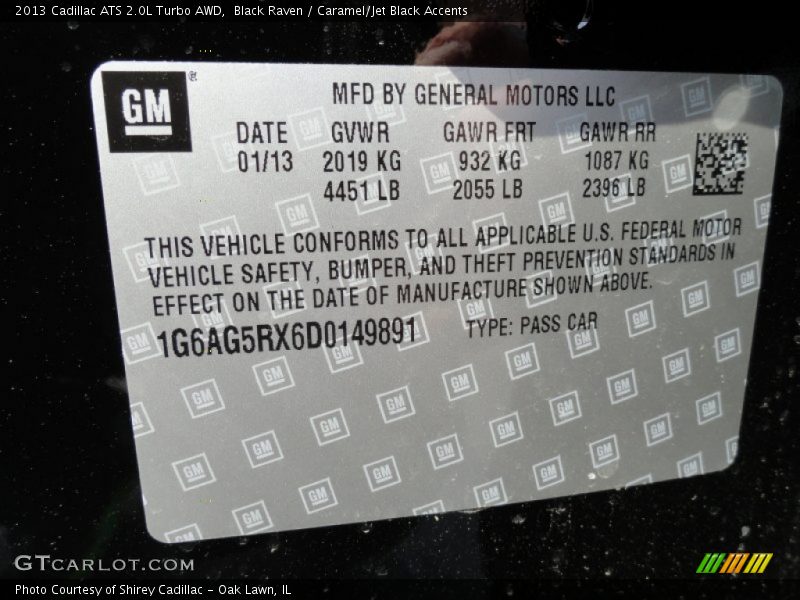 2013 Cadillac ATS 2.0L Turbo AWD, Black Raven / Caramel/Jet Black Accents
GM ®
MFD BY GENERAL MOTORS LLC
DATE GVWR GAWR FRT GAWR RR
01/13 2019 KG 932 KG 1087 KG
4451 LB 2055 LB 2396 LB
THIS VEHICLE CONFORMS TO ALL APPLICABLE U.S. FEDERAL MOTOR
VEHICLE SAFETY, BUMPER, AND THEFT PREVENTION STANDARDS IN
EFFECT ON THE DATE OF MANUFACTURE SHOWN ABOVE.
1G6AG5RX6D0149891 TYPE: PASS CAR
GTCARLOT.COM
Photo Courtesy of Shirey Cadillac - Oak Lawn, IL